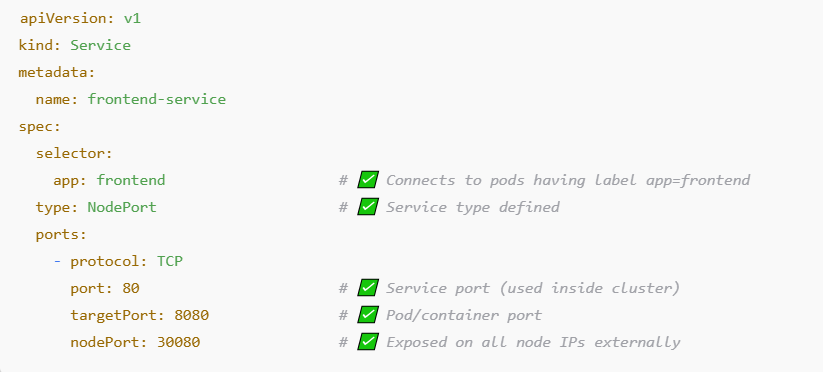 apiVersion: v1
kind: Service
metadata:
  name: frontend-service
spec:
  selector:
    app: frontend                    # ✅ Connects to pods having label app=frontend
  type: NodePort                     # ✅ Service type defined
  ports:
    - protocol: TCP
      port: 80                       # ✅ Service port (used inside cluster)
      targetPort: 8080               # ✅ Pod/container port
      nodePort: 30080                # ✅ Exposed on all node IPs externally